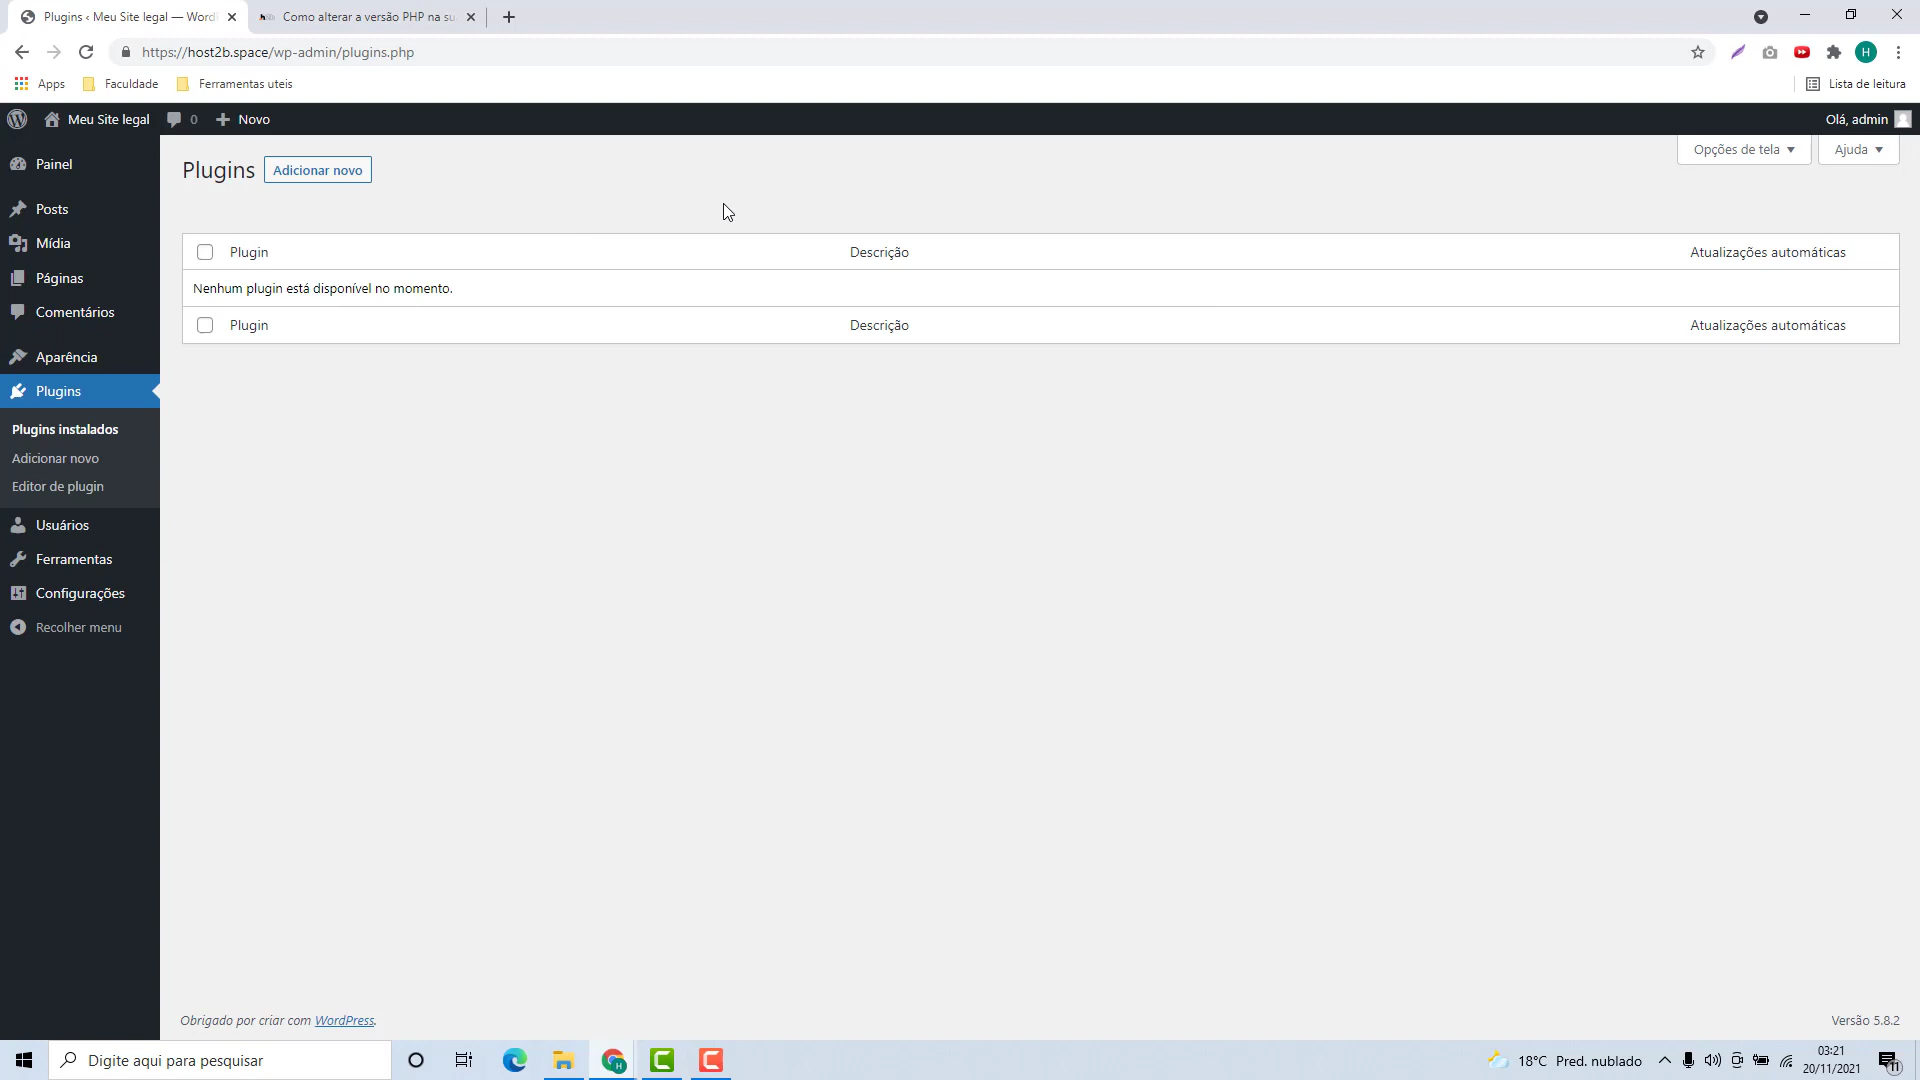 Plugins ‹ Meu Site legal — Word
Como alterar a versão PHP na su
https://host2b.space/wp-admin/plugins.php
H
Apps
Faculdade
Ferramentas uteis
Lista de leitura
Meu Site legal
0
Novo
Olá, admin
Painel
Posts
Mídia
Páginas
Comentários
Aparência
Plugins
Plugins instalados
Adicionar novo
Editor de plugin
Usuários
Ferramentas
Configurações
Recolher menu
Plugins
Adicionar novo
Opções de tela
Ajuda
Plugin Descrição Atualizações automáticas
Nenhum plugin está disponível no momento.
Plugin Descrição Atualizações automáticas
Obrigado por criar com WordPress.
Versão 5.8.2
Digite aqui para pesquisar
18°C Pred. nublado
03:21
20/11/2021
11